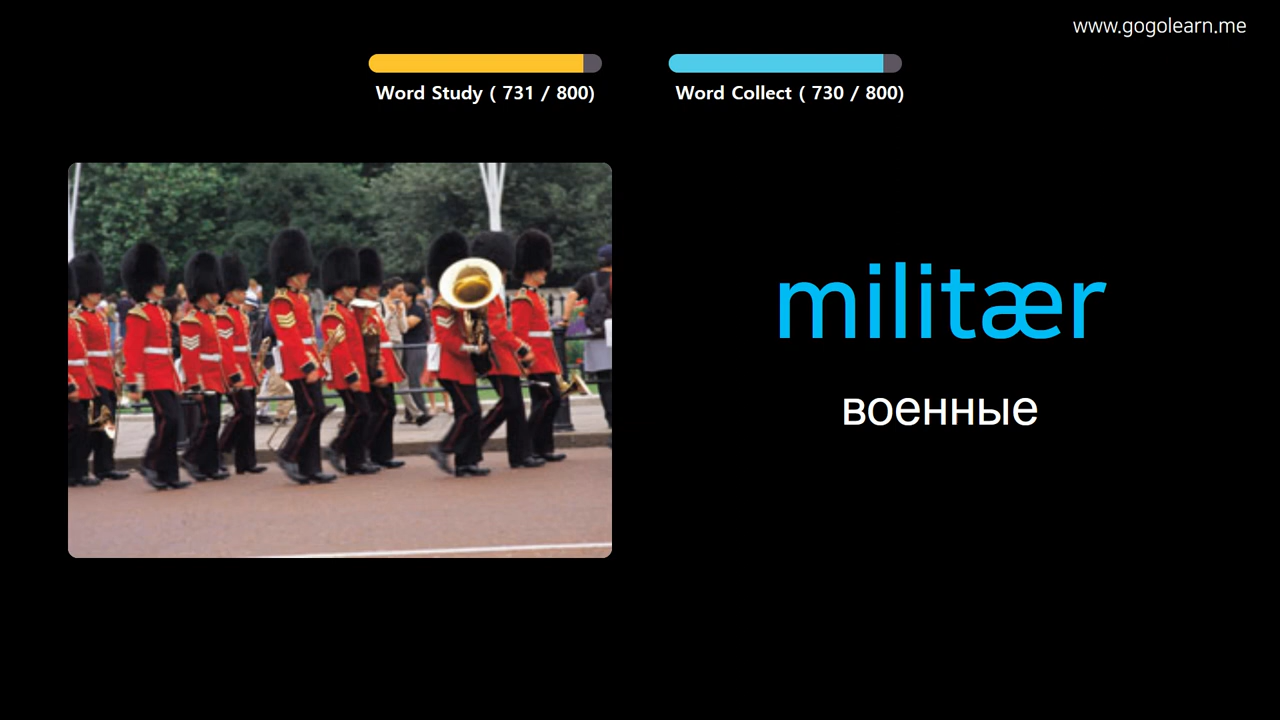 www.gogolearn.me
Word Study ( 731 / 800)
Word Collect ( 730 / 800)
militær
военные